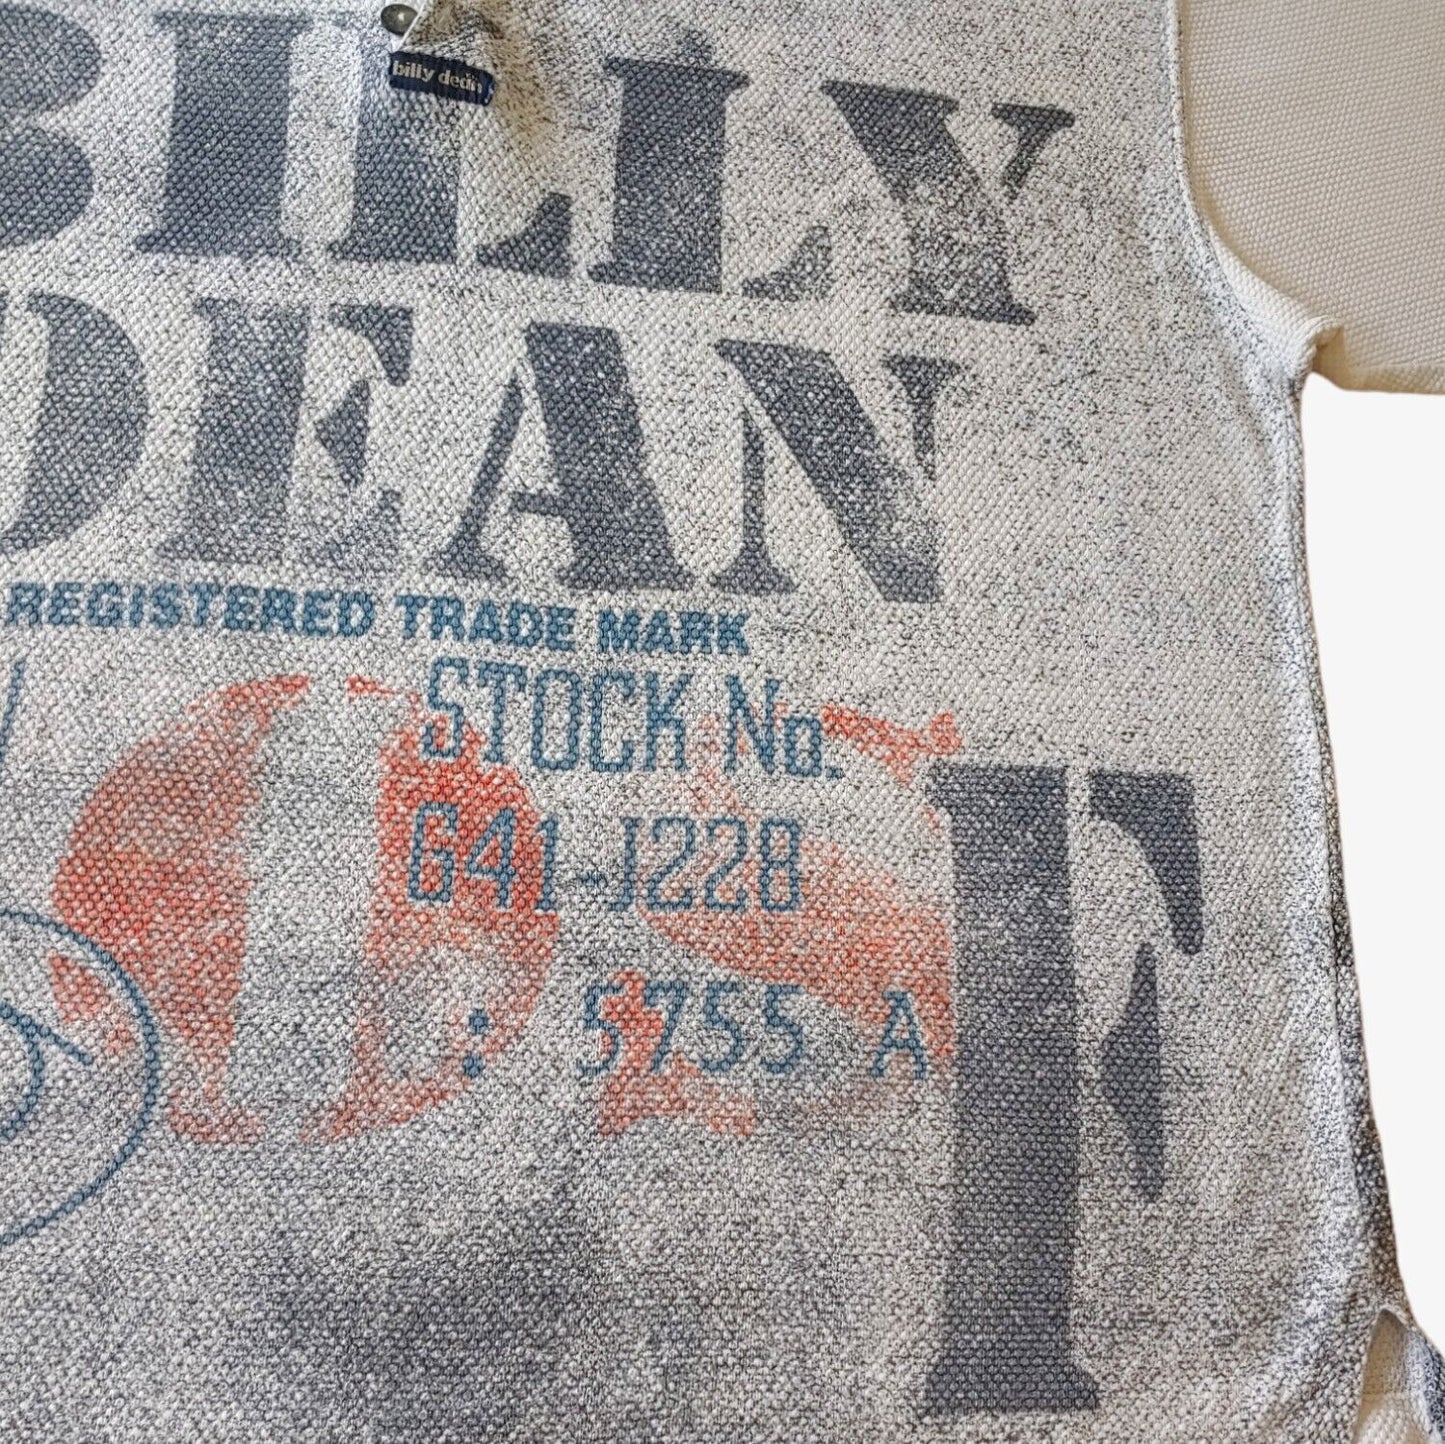 billy dean
BILLY
DEAN
REGISTERED TRADE MARK
STOCK No.
641-J228
: 5755 A
F